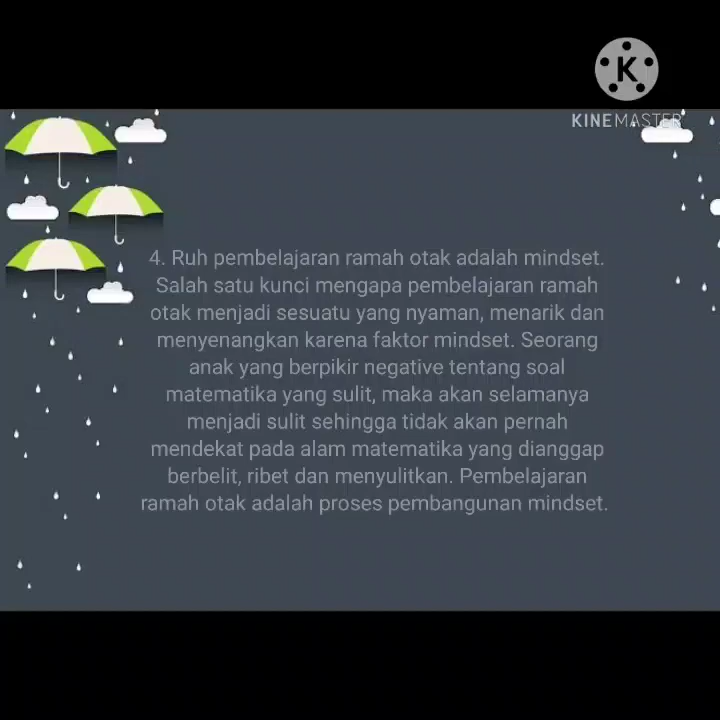 K
KINEMASTER
4. Ruh pembelajaran ramah otak adalah mindset.
Salah satu kunci mengapa pembelajaran ramah
otak menjadi sesuatu yang nyaman, menarik dan
menyenangkan karena faktor mindset. Seorang
anak yang berpikir negative tentang soal
matematika yang sulit, maka akan selamanya
menjadi sulit sehingga tidak akan pernah
mendekat pada alam matematika yang dianggap
berbelit, ribet dan menyulitkan. Pembelajaran
ramah otak adalah proses pembangunan mindset.